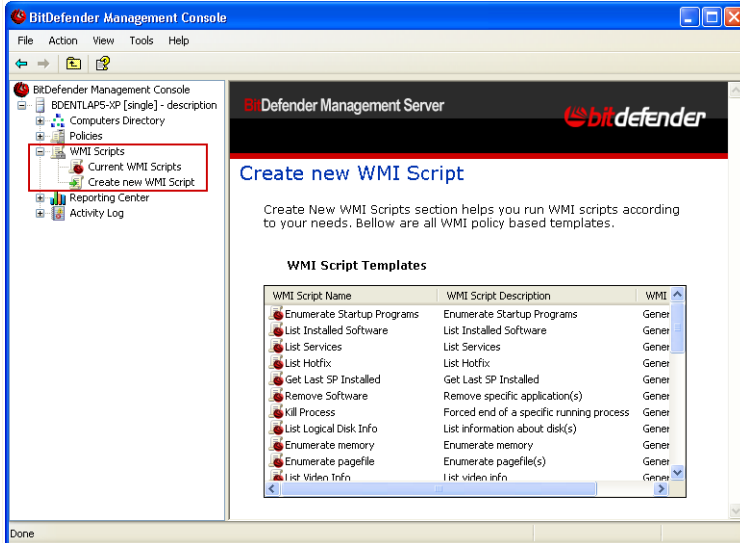 BitDefender Management Console
File Action View Tools Help
BitDefender Management Console
BDENTLAP5-XP [single] - description
Computers Directory
Policies
WMI Scripts
Current WMI Scripts
Create new WMI Script
Reporting Center
Activity Log
BitDefender Management Server
bitdefender
Create new WMI Script
Create New WMI Scripts section helps you run WMI scripts according
to your needs. Bellow are all WMI policy based templates.
WMI Script Templates
WMI Script Name WMI Script Description WMI
Enumerate Startup Programs Enumerate Startup Programs Gener
List Installed Software List Installed Software Gener
List Services List Services Gener
List Hotfix List Hotfix Gener
Get Last SP Installed Get Last SP Installed Gener
Remove Software Remove specific application(s) Gener
Kill Process Forced end of a specific running process Gener
List Logical Disk Info List information about disk(s) Gener
Enumerate memory Enumerate memory Gener
Enumerate pagefile Enumerate pagefile(s) Gener
List Video Info List video info Gener
Done